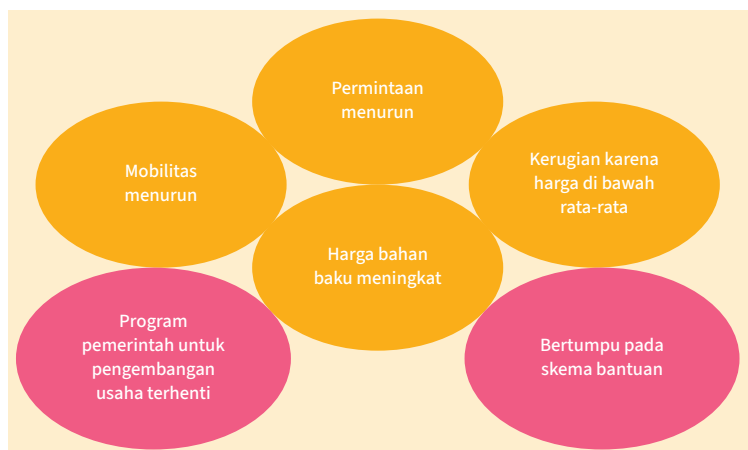 Permintaan
menurun
Mobilitas
menurun
Kerugian karena
harga di bawah
rata-rata
Harga bahan
baku meningkat
Program
pemerintah untuk
pengembangan
usaha terhenti
Bertumpu pada
skema bantuan